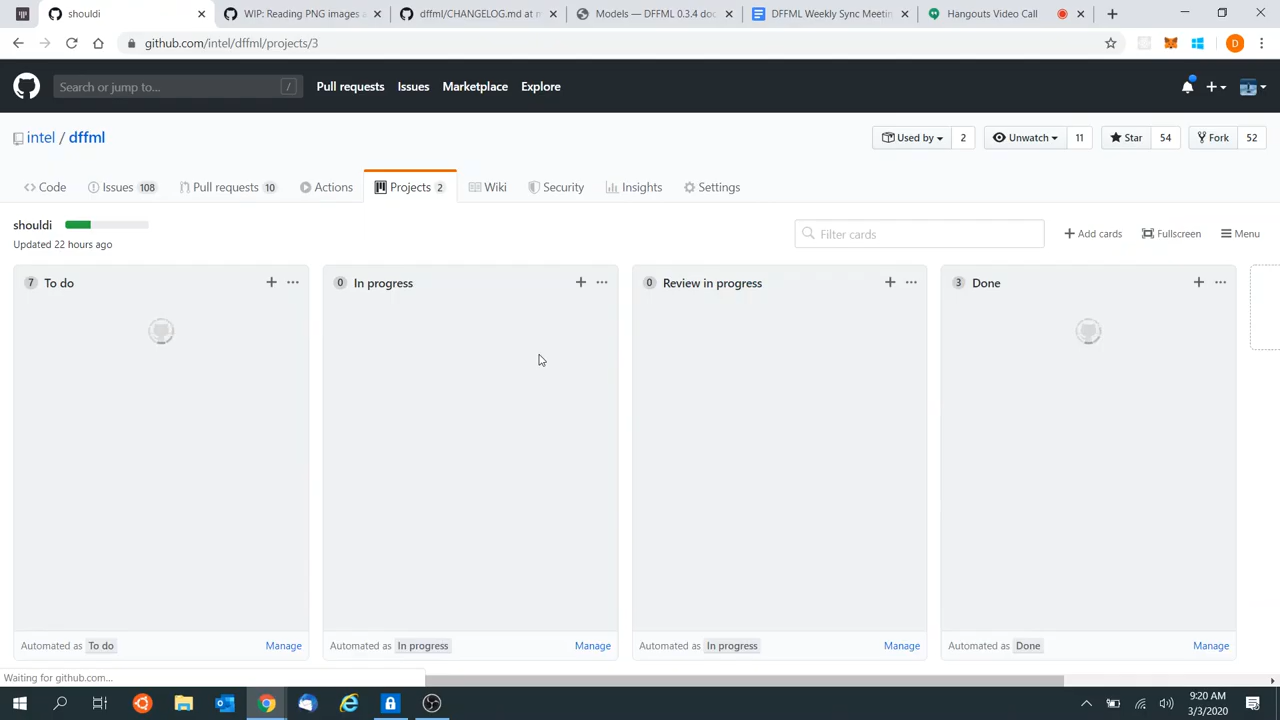 shouldi
WIP: Reading PNG images a
dffml/CHANGELOG.md at m
Models — DFFML 0.3.4 doc
DFFML Weekly Sync Meetin
Hangouts Video Call
github.com/intel/dffml/projects/3
D
Search or jump to...
/
Pull requests
Issues
Marketplace
Explore
intel / dffml
Used by
2
Unwatch
11
Star
54
Fork
52
Code
Issues 108
Pull requests 10
Actions
Projects 2
Wiki
Security
Insights
Settings
shouldi
Updated 22 hours ago
Filter cards
Add cards
Fullscreen
Menu
7 To do
0 In progress
0 Review in progress
3 Done
Automated as To do
Manage
Automated as In progress
Manage
Automated as In progress
Manage
Automated as Done
Manage
Waiting for github.com...
9:20 AM
3/3/2020